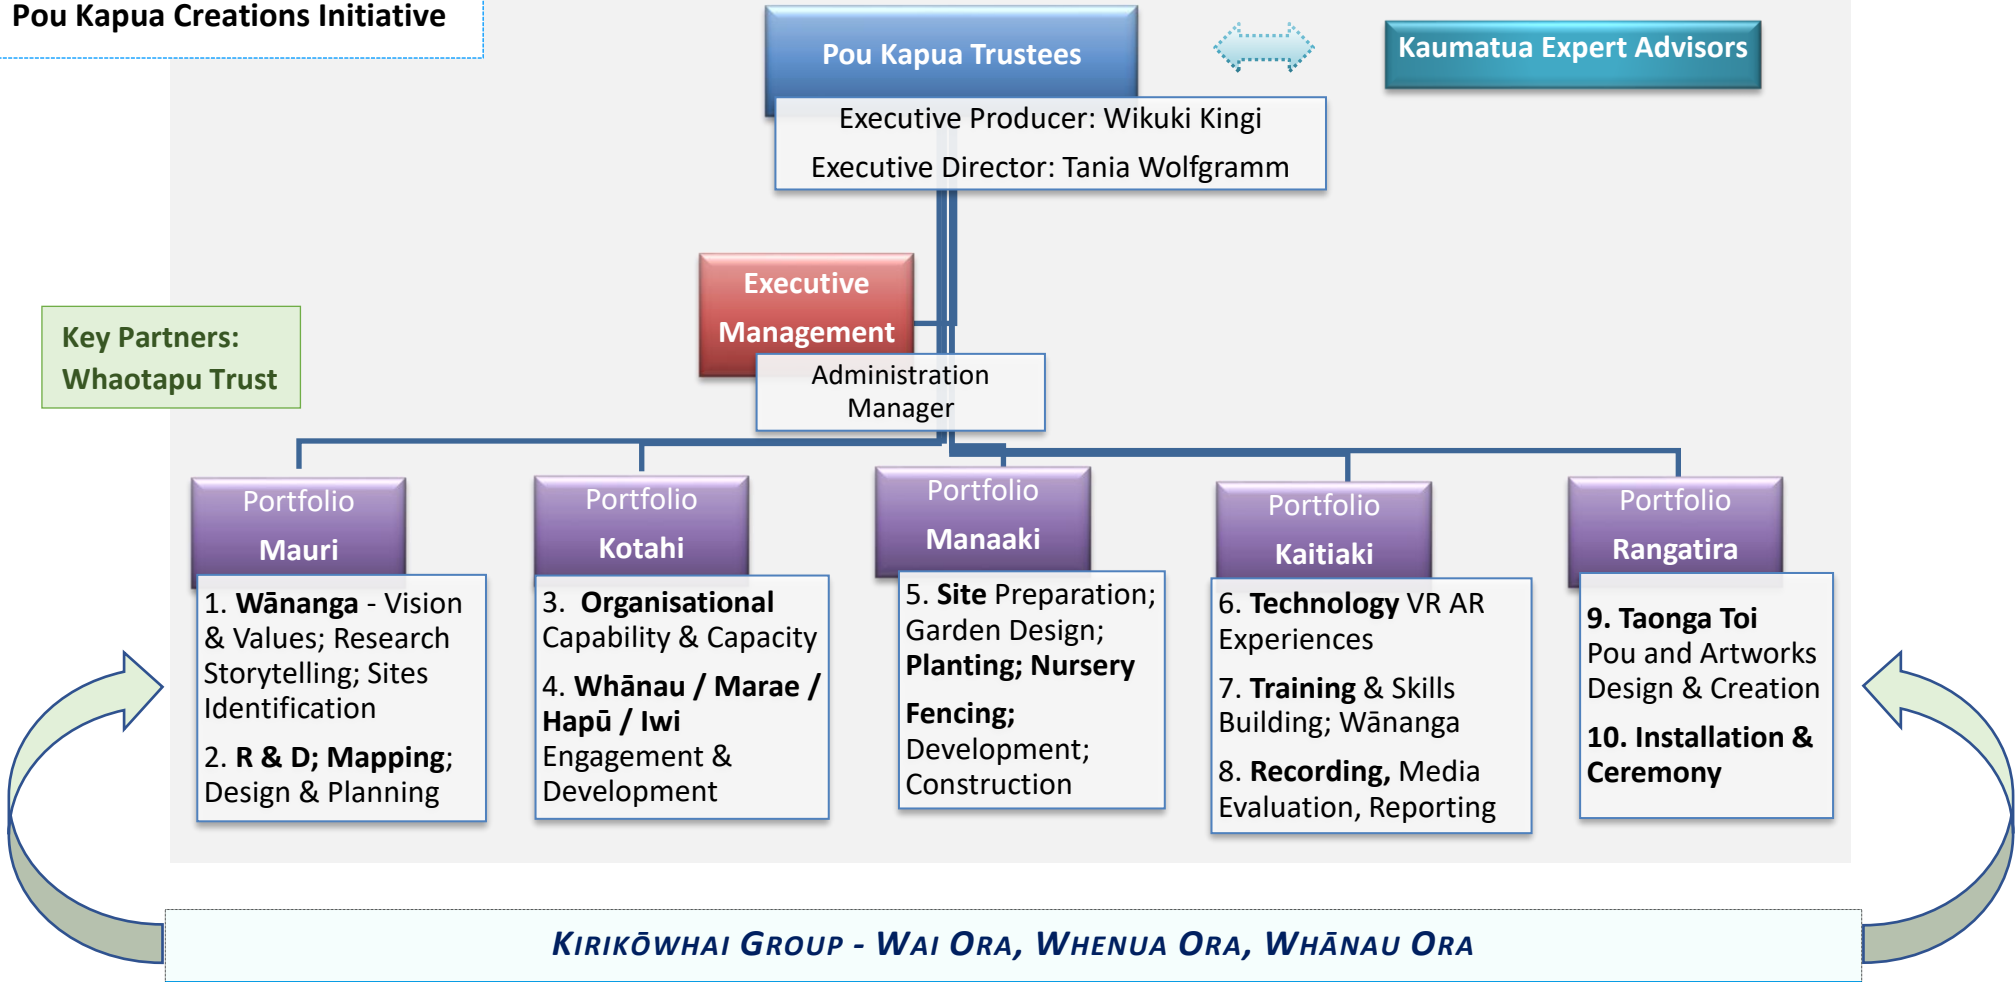 Pou Kapua Creations Initiative
Pou Kapua Trustees
Kaumatua Expert Advisors
Executive Producer: Wikuki Kingi
Executive Director: Tania Wolfgramm
Executive
Management
Administration
Manager
Key Partners:
Whaotapu Trust
Portfolio
Mauri
1. Wānanga - Vision
& Values; Research
Storytelling; Sites
Identification
2. R & D; Mapping;
Design & Planning
Portfolio
Kotahi
3. Organisational
Capability & Capacity
4. Whānau / Marae /
Hapū / Iwi
Engagement &
Development
Portfolio
Manaaki
5. Site Preparation;
Garden Design;
Planting; Nursery
Fencing;
Development;
Construction
Portfolio
Kaitiaki
6. Technology VR AR
Experiences
7. Training & Skills
Building; Wānanga
8. Recording, Media
Evaluation, Reporting
Portfolio
Rangatira
9. Taonga Toi
Pou and Artworks
Design & Creation
10. Installation &
Ceremony
KIRIKŌWHAI GROUP - WAI ORA, WHENUA ORA, WHĀNAU ORA